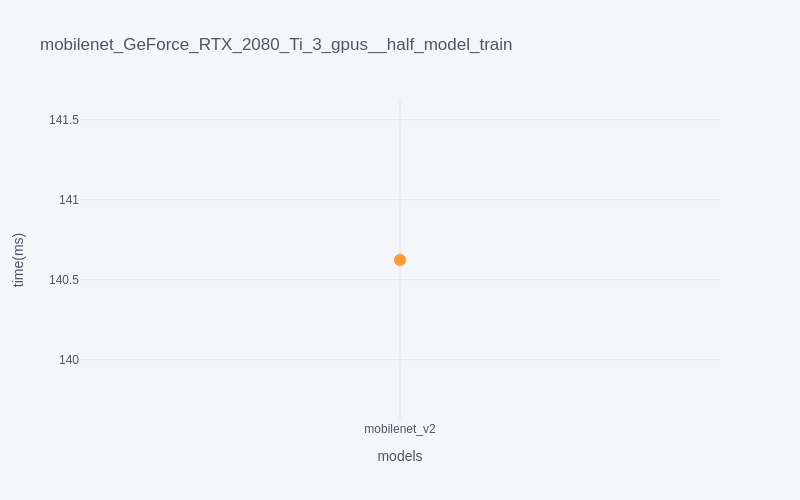 mobilenet_GeForce_RTX_2080_Ti_3_gpus__half_model_train
141.5
141
140.5
140
time(ms)
mobilenet_v2
models